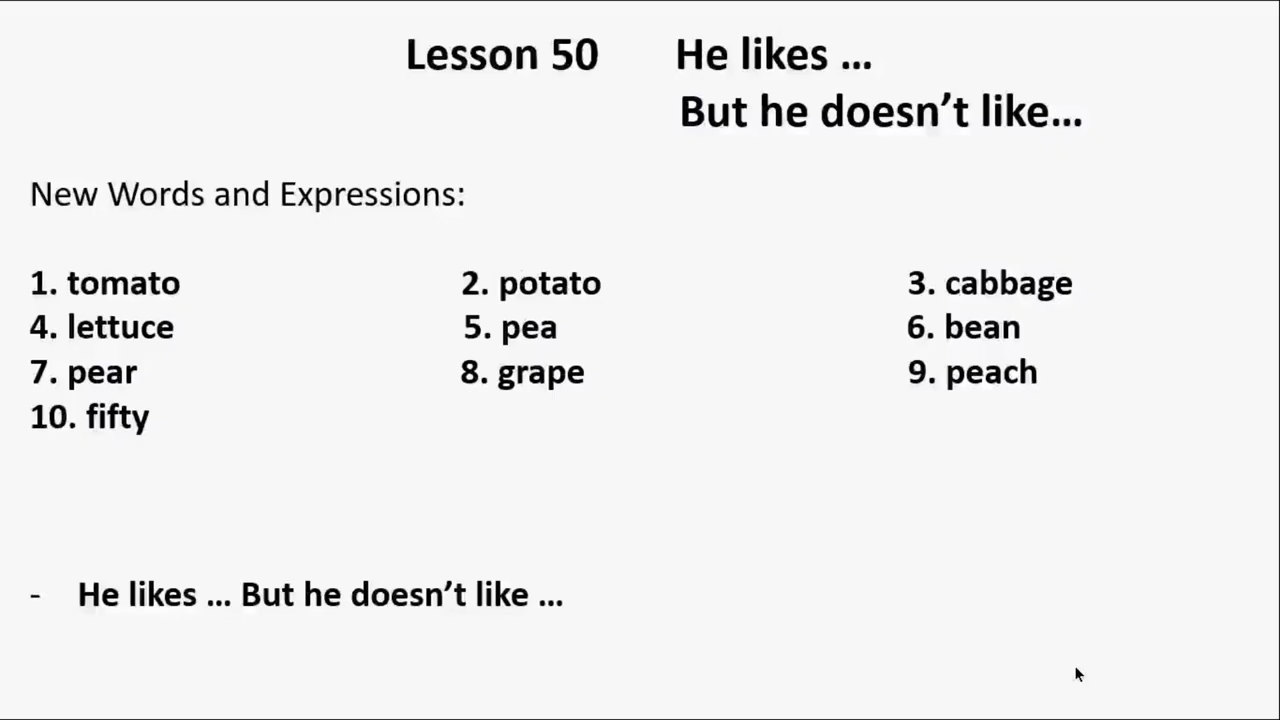 Lesson 50 He likes …
But he doesn’t like…
New Words and Expressions:
1. tomato 2. potato 3. cabbage
4. lettuce 5. pea 6. bean
7. pear 8. grape 9. peach
10. fifty
- He likes … But he doesn’t like …